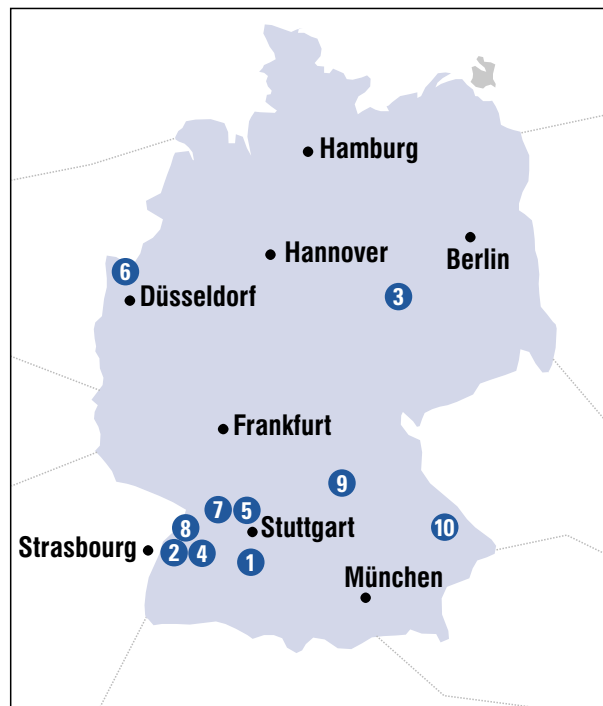 Hamburg
Hannover
Berlin
6
3
Düsseldorf
Frankfurt
9
7
5
8
Stuttgart
10
Strasbourg
2
4
1
München